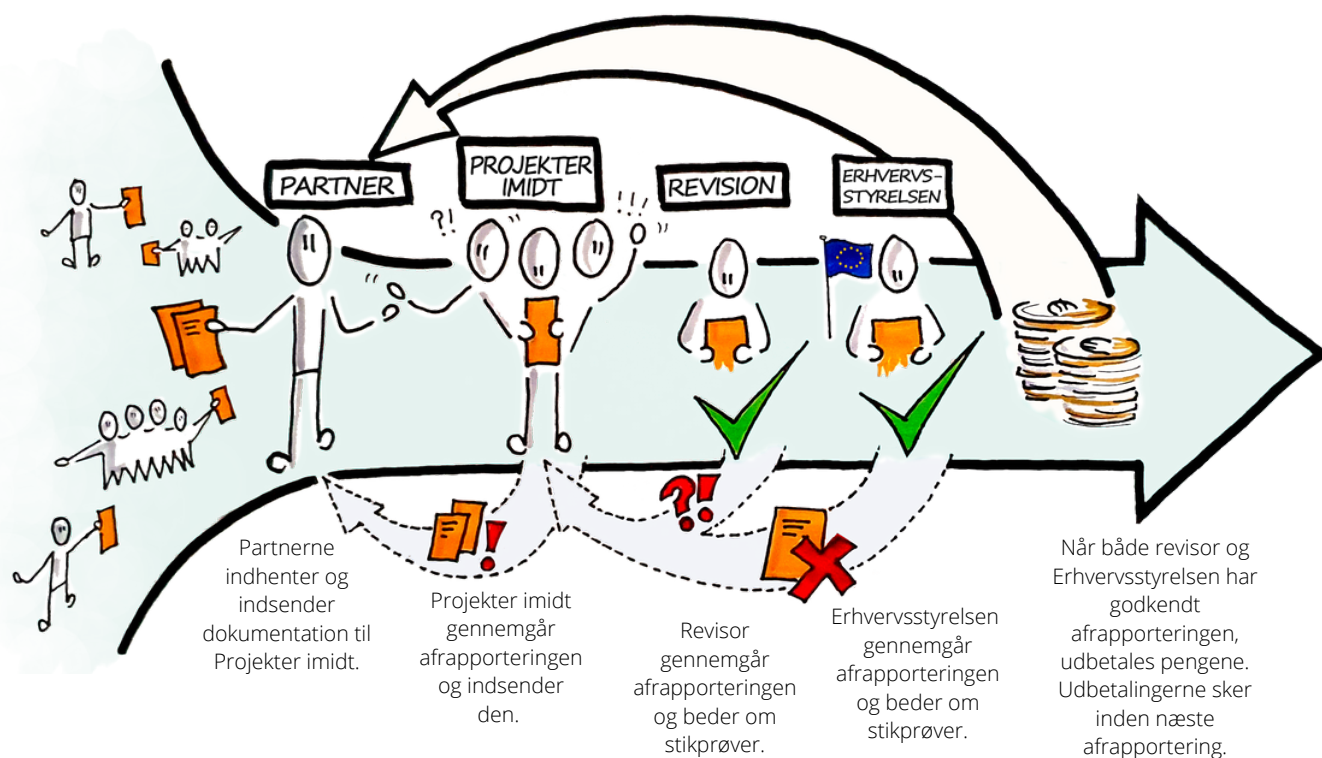 PARTNER
PROJEKTER
IMIDT
REVISION
ERHVERVS-
STYRELSEN
?!
!!!
?!
!
Partnerne
indhenter og
indsender
dokumentation til
Projekter imidt.
Projekter imidt
gennemgår
afrapporteringen
og indsender
den.
Revisor
gennemgår
afrapporteringen
og beder om
stikprøver.
Erhvervsstyrelsen
gennemgår
afrapporteringen
og beder om
stikprøver.
Når både revisor og
Erhvervsstyrelsen har
godkendt
afrapporteringen,
udbetales pengene.
Udbetalingerne sker
inden næste
afrapportering.